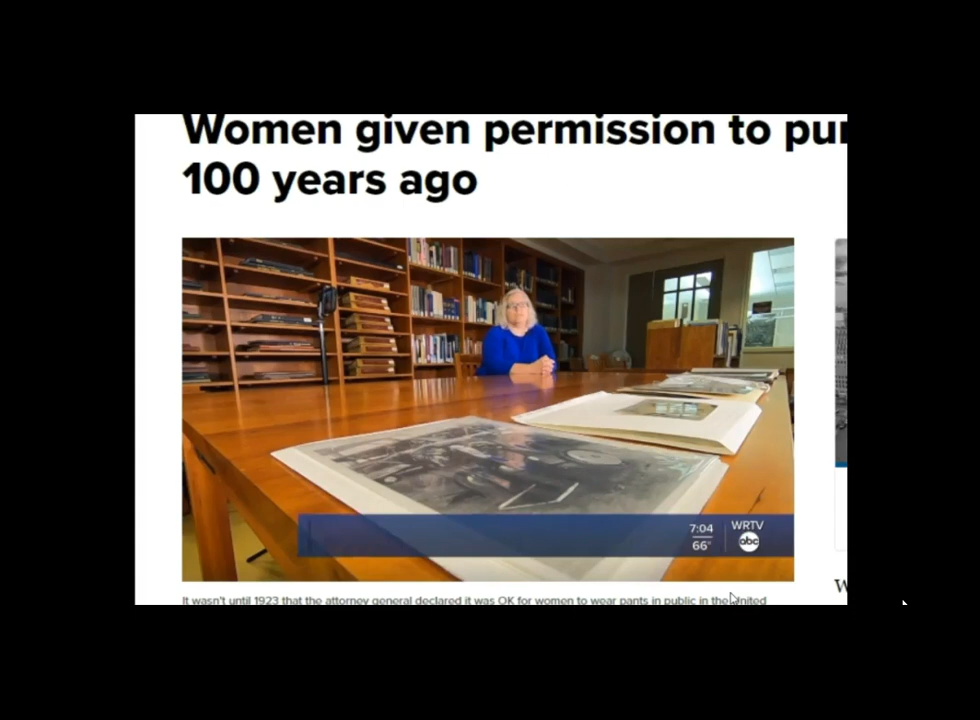 Women given permission to
100 years ago
7:04
66°
WRTV
abc
It wasn't until 1923 that the attorney general declared it was OK for women to wear pants in public in the United